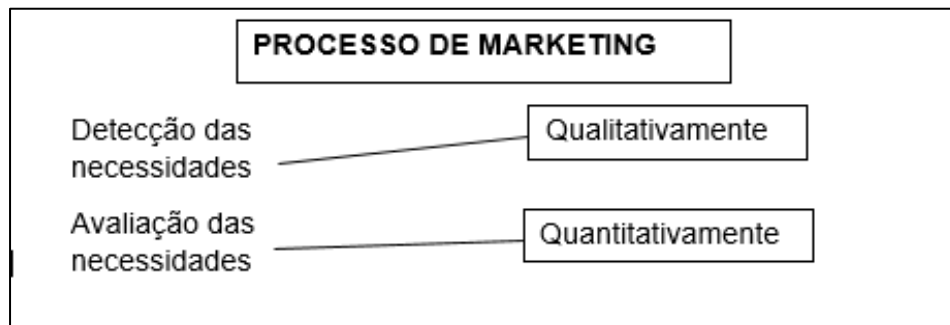 PROCESSO DE MARKETING
Detecção das
necessidades
Qualitativamente
Avaliação das
necessidades
Quantitativamente